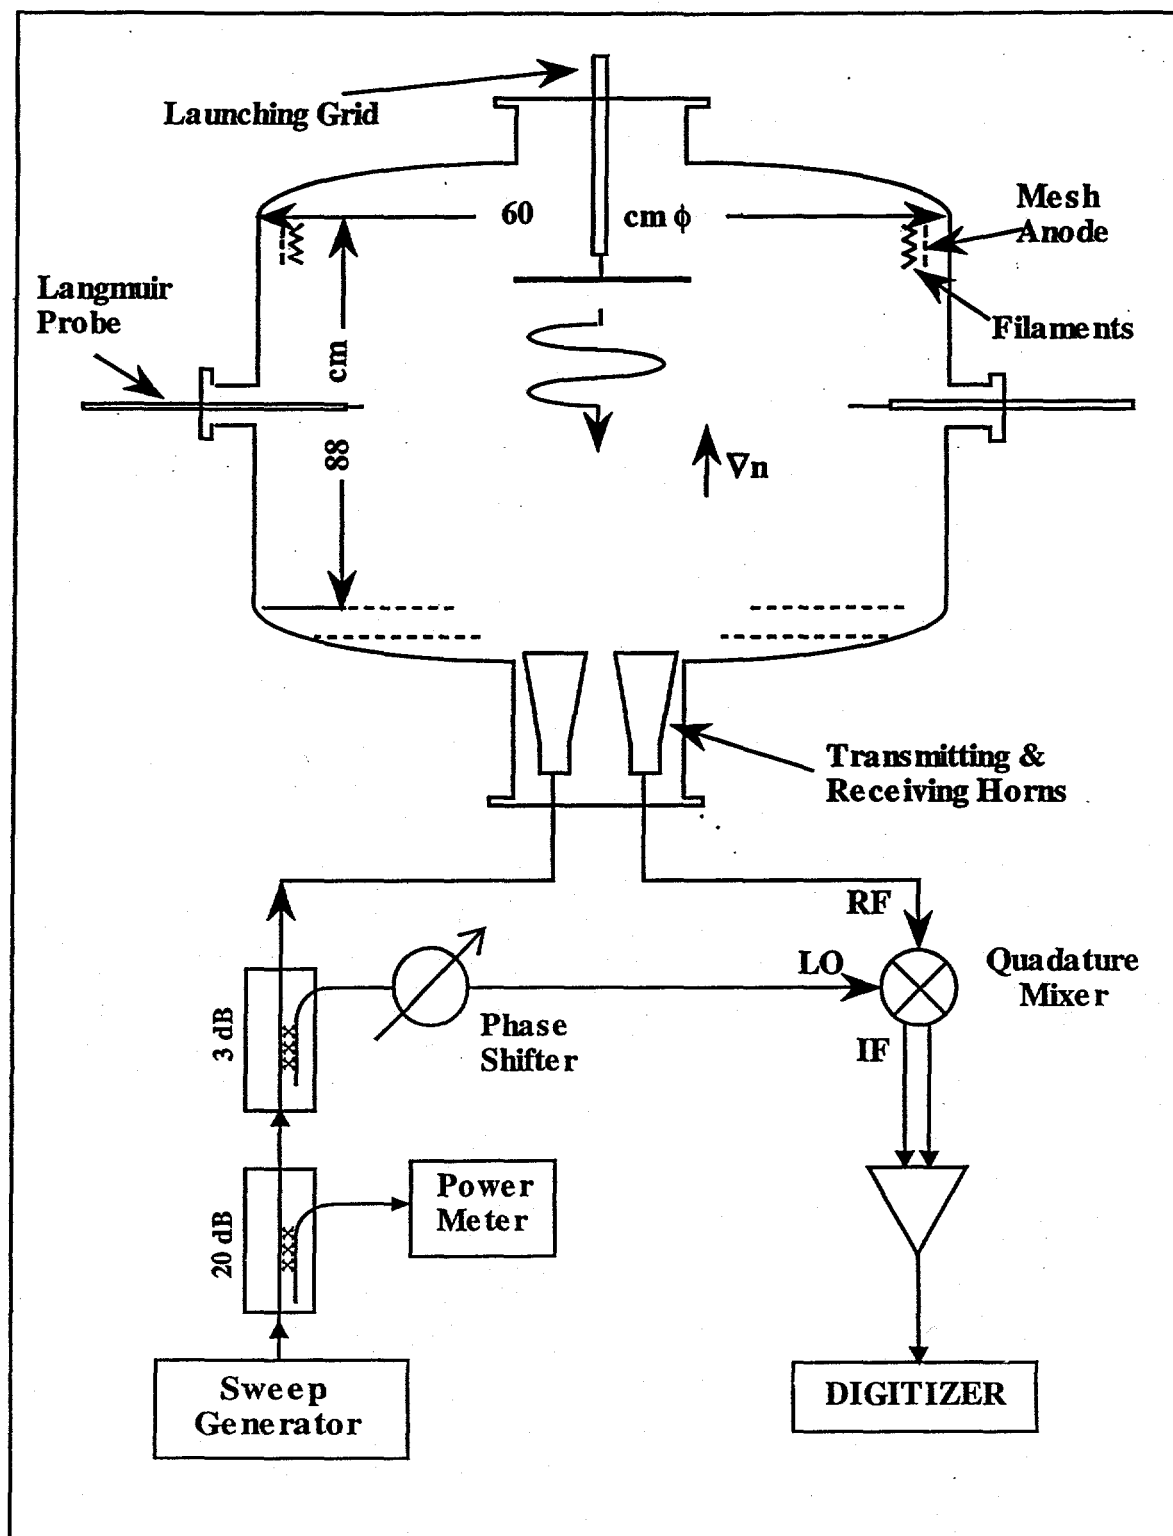 Launching Grid
60 cm ϕ
Mesh
Anode
Langmuir
Probe
Filaments
cm
88
∇n
Transmitting &
Receiving Horns
RF
LO
Quadature
Mixer
3 dB
Phase
Shifter
IF
20 dB
Power
Meter
Sweep
Generator
DIGITIZER